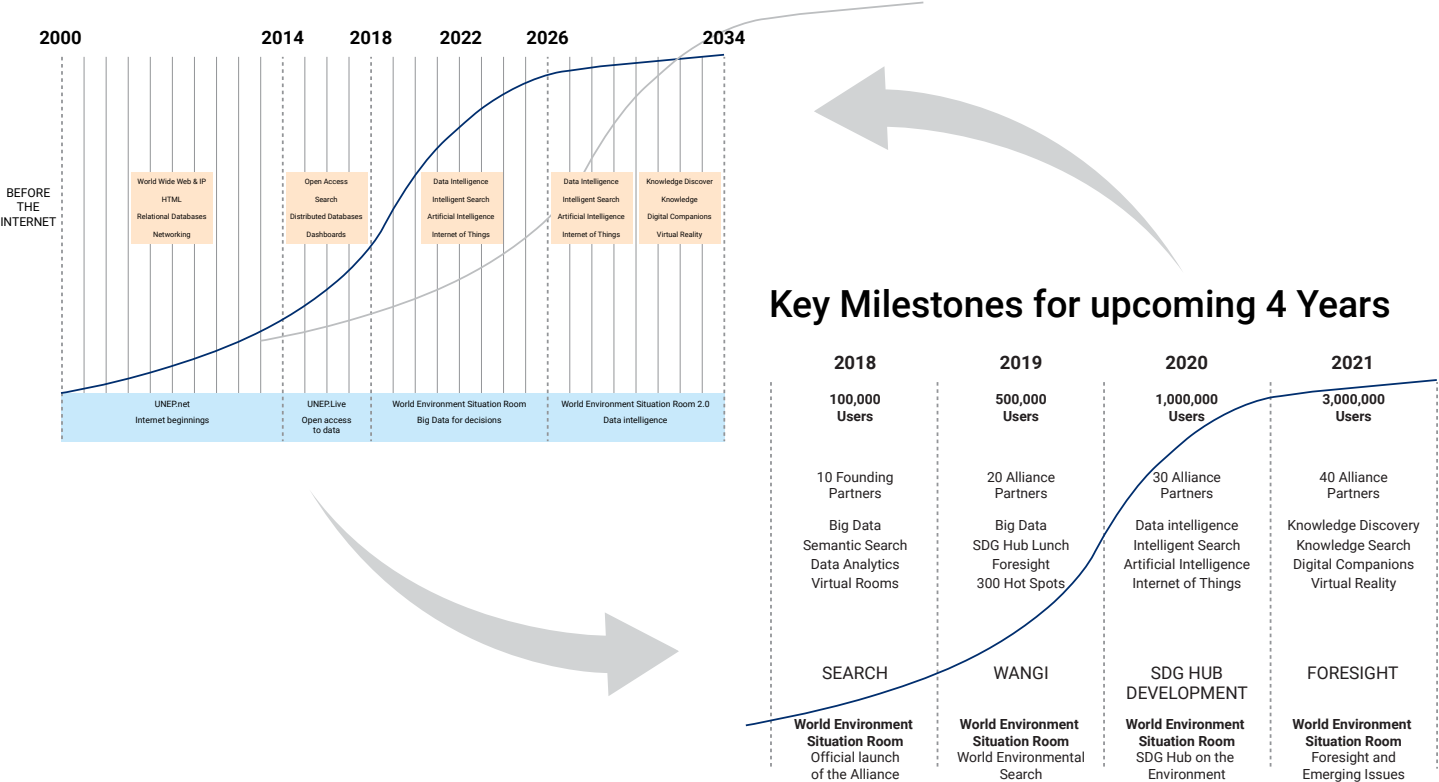 2000
2014
2018
2022
2026
2034
BEFORE
THE
INTERNET
World Wide Web & IP
HTML
Relational Databases
Networking
Open Access
Search
Distributed Databases
Dashboards
Data Intelligence
Intelligent Search
Artificial Intelligence
Internet of Things
Data Intelligence
Intelligent Search
Artificial Intelligence
Internet of Things
Knowledge Discover
Knowledge
Digital Companions
Virtual Reality
UNEP.net
Internet beginnings
UNEP.Live
Open access
to data
World Environment Situation Room
Big Data for decisions
World Environment Situation Room 2.0
Data intelligence
Key Milestones for upcoming 4 Years
2018
100,000
Users
10 Founding
Partners
Big Data
Semantic Search
Data Analytics
Virtual Rooms
SEARCH
World Environment
Situation Room
Official launch
of the Alliance
2019
500,000
Users
20 Alliance
Partners
Big Data
SDG Hub Lunch
Foresight
300 Hot Spots
WANGI
World Environment
Situation Room
World Environmental
Search
2020
1,000,000
Users
30 Alliance
Partners
Data intelligence
Intelligent Search
Artificial Intelligence
Internet of Things
SDG HUB
DEVELOPMENT
World Environment
Situation Room
SDG Hub on the
Environment
2021
3,000,000
Users
40 Alliance
Partners
Knowledge Discovery
Knowledge Search
Digital Companions
Virtual Reality
FORESIGHT
World Environment
Situation Room
Foresight and
Emerging Issues